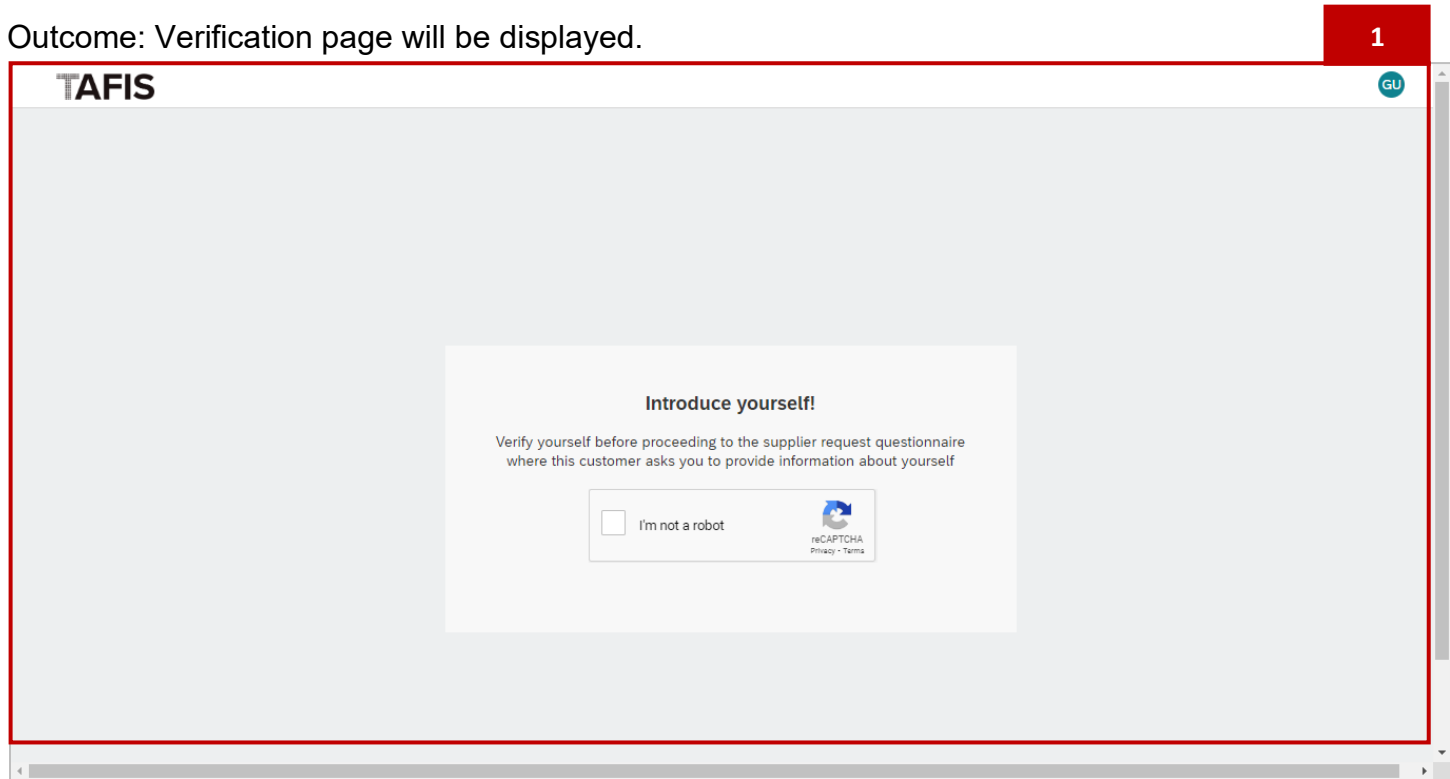 Outcome: Verification page will be displayed.
1
TAFIS
GU
Introduce yourself!
Verify yourself before proceeding to the supplier request questionnaire
where this customer asks you to provide information about yourself
I'm not a robot
reCAPTCHA
Privacy - Terms